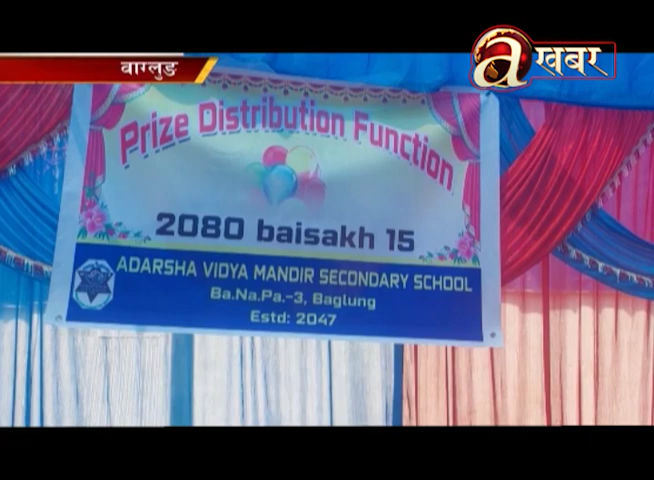 a खबर
बाग्लुङ
Prize Distribution Function
2080 baisakh 15
ADARSHA VIDYA MANDIR SECONDARY SCHOOL
Ba.Na.Pa.-3, Baglung
Estd: 2047